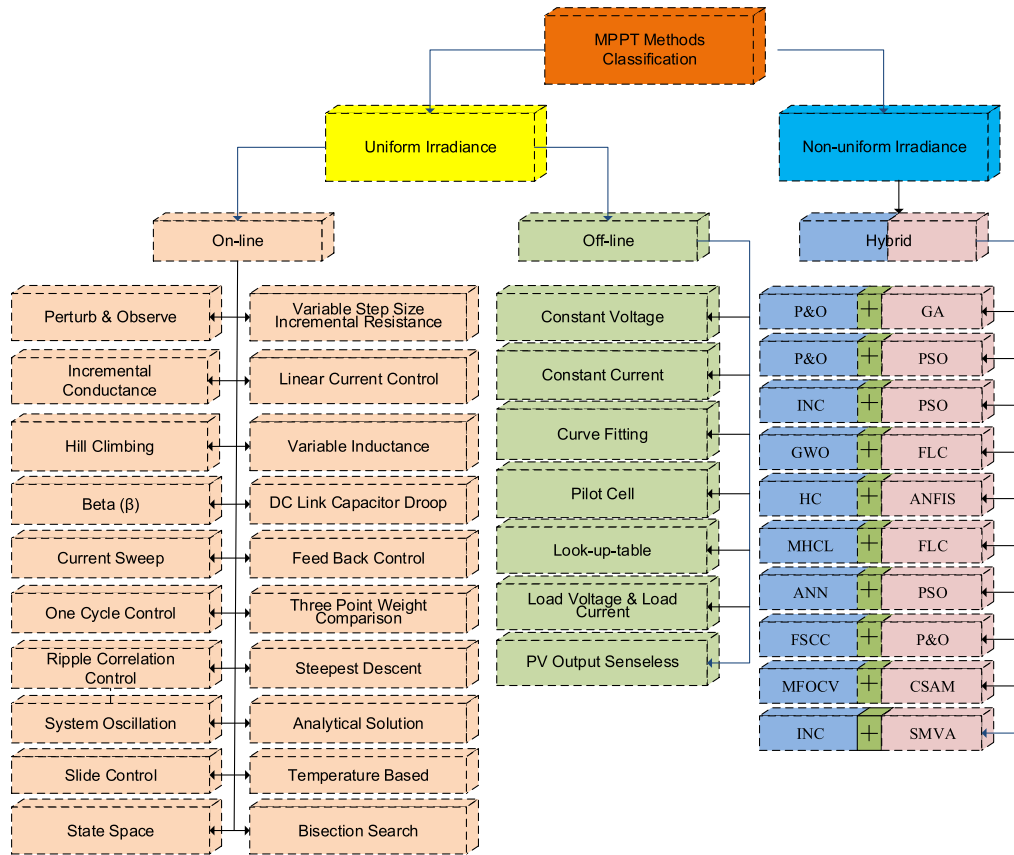 MPPT Methods
Classification
Uniform Irradiance
Non-uniform Irradiance
On-line
Off-line
Hybrid
Perturb & Observe
Incremental
Conductance
Hill Climbing
Beta (β)
Current Sweep
One Cycle Control
Ripple Correlation
Control
System Oscillation
Slide Control
State Space
Variable Step Size
Incremental Resistance
Linear Current Control
Variable Inductance
DC Link Capacitor Droop
Feed Back Control
Three Point Weight
Comparison
Steepest Descent
Analytical Solution
Temperature Based
Bisection Search
Constant Voltage
Constant Current
Curve Fitting
Pilot Cell
Look-up-table
Load Voltage & Load
Current
PV Output Senseless
P&O + GA
P&O + PSO
INC + PSO
GWO + FLC
HC + ANFIS
MHCL + FLC
ANN + PSO
FSCC + P&O
MFOCV + CSAM
INC + SMVA